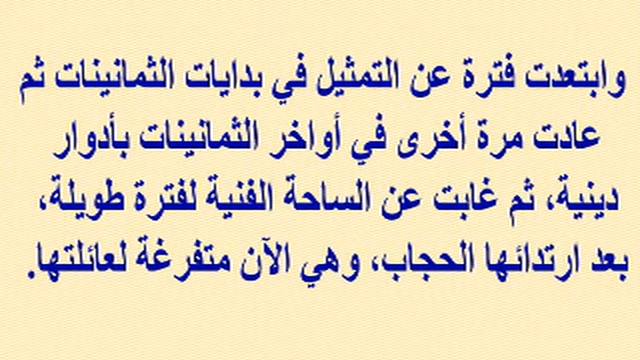 وابتعدت فترة عن التمثيل في بدايات الثمانينات ثم
عادت مرة أخرى في أواخر الثمانينات بأدوار
دينية، ثم غابت عن الساحة الفنية لفترة طويلة،
بعد ارتدائها الحجاب، وهي الآن متفرغة لعائلتها.